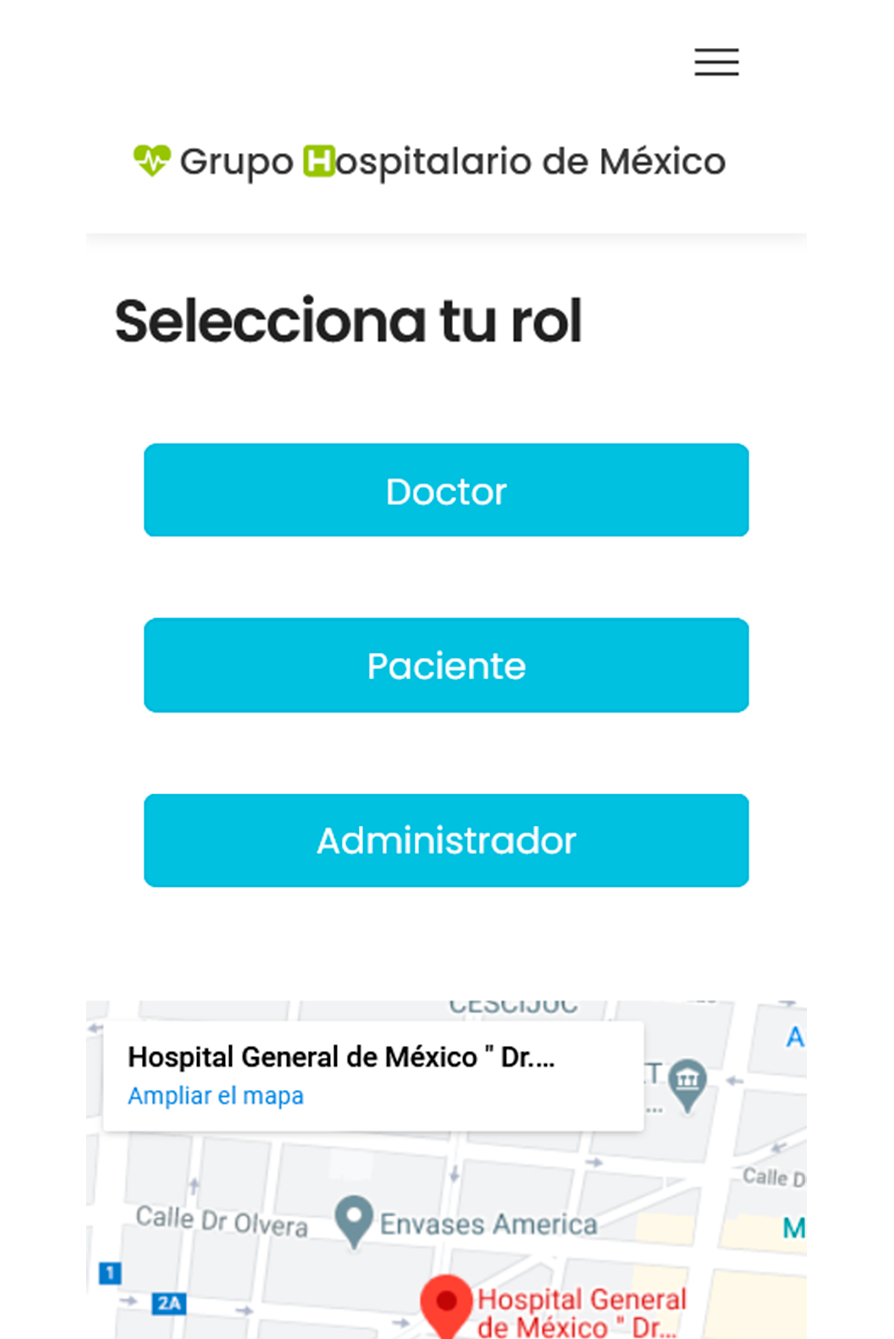 Grupo Hospitalario de México
Selecciona tu rol
Doctor
Paciente
Administrador
CESCIJUC
Hospital General de México " Dr....
Ampliar el mapa
A
T
...
Calle D
Calle Dr Olvera
Envases America
M
1
2A
Hospital General
de México " Dr...